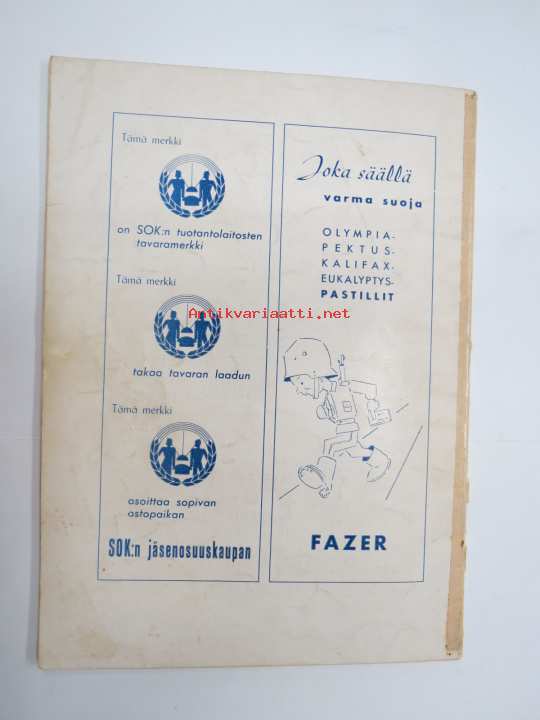 Tämä merkki
on SOK:n tuotantolaitosten
tavaramerkki
Tämä merkki
takaa tavaran laadun
Tämä merkki
osoittaa sopivan
ostopaikan
SOK:n jäsenosuuskaupan
Joka säällä
varma suoja
OLYMPIA-
PEKTUS-
KALIFAX-
EUKALYPTYS-
PASTILLIT
FAZER
Antikvariaatti.net